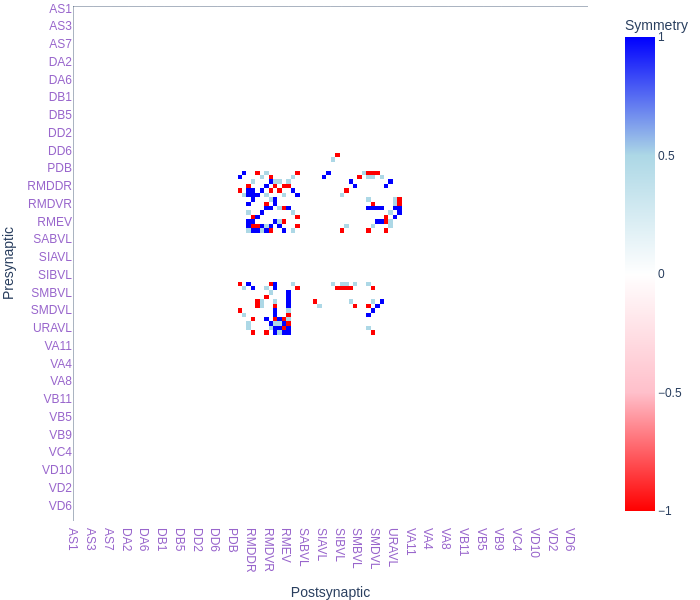 Symmetry
1
0.5
0
−0.5
−1
Presynaptic
AS1
AS3
AS7
DA2
DA6
DB1
DB5
DD2
DD6
PDB
RMDDR
RMDVR
RMEV
SABVL
SIAVL
SIBVL
SMBVL
SMDVL
URAVL
VA11
VA4
VA8
VB11
VB5
VB9
VC4
VD10
VD2
VD6
AS1
AS3
AS7
DA2
DA6
DB1
DB5
DD2
DD6
PDB
RMDDR
RMDVR
RMEV
SABVL
SIAVL
SIBVL
SMBVL
SMDVL
URAVL
VA11
VA4
VA8
VB11
VB5
VB9
VC4
VD10
VD2
VD6
Postsynaptic